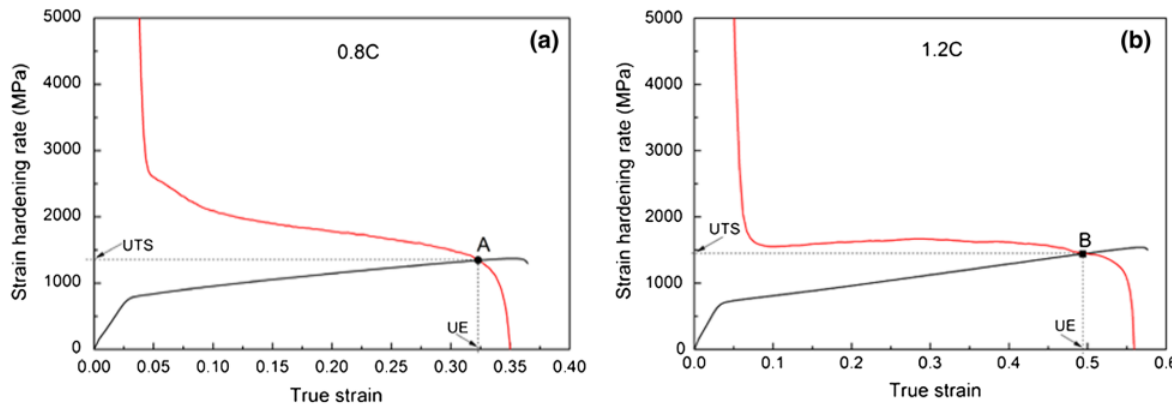 (a)
0.8C
Strain hardening rate (MPa)
5000
4000
3000
2000
1000
0
UTS
A
UE
0.00 0.05 0.10 0.15 0.20 0.25 0.30 0.35 0.40
True strain
(b)
1.2C
Strain hardening rate (MPa)
5000
4000
3000
2000
1000
0
UTS
B
UE
0.0 0.1 0.2 0.3 0.4 0.5 0.6
True strain